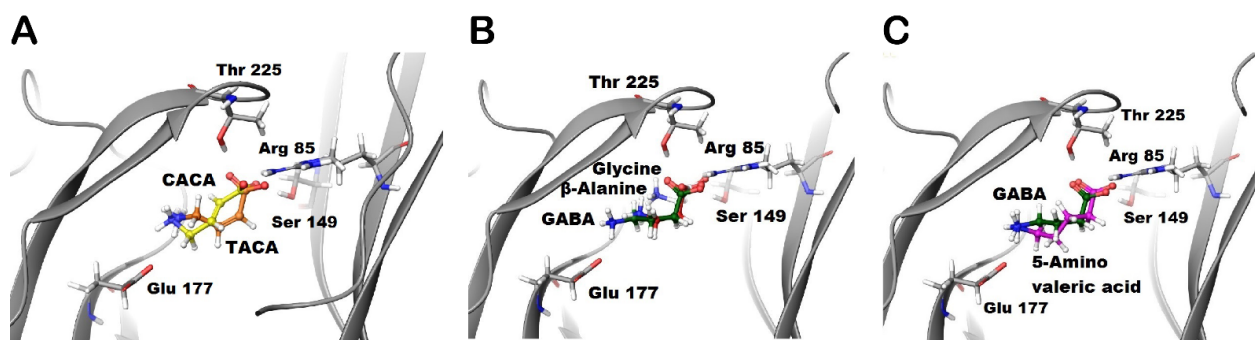 A
Thr 225
Arg 85
CACA
Ser 149
TACA
Glu 177
B
Thr 225
Arg 85
Glycine
β-Alanine
GABA
Ser 149
Glu 177
C
Thr 225
Arg 85
GABA
Ser 149
5-Amino
valeric acid
Glu 177